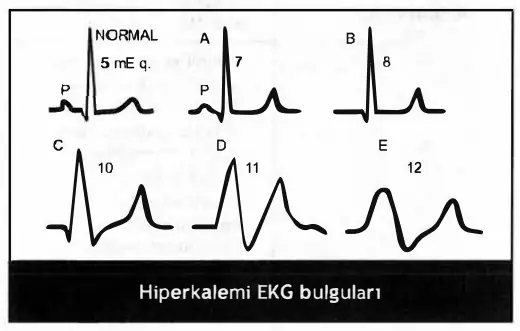 NORMAL
5 mE q.
P
A
7
P
B
8
C
10
D
11
E
12
Hiperkalemi EKG bulguları